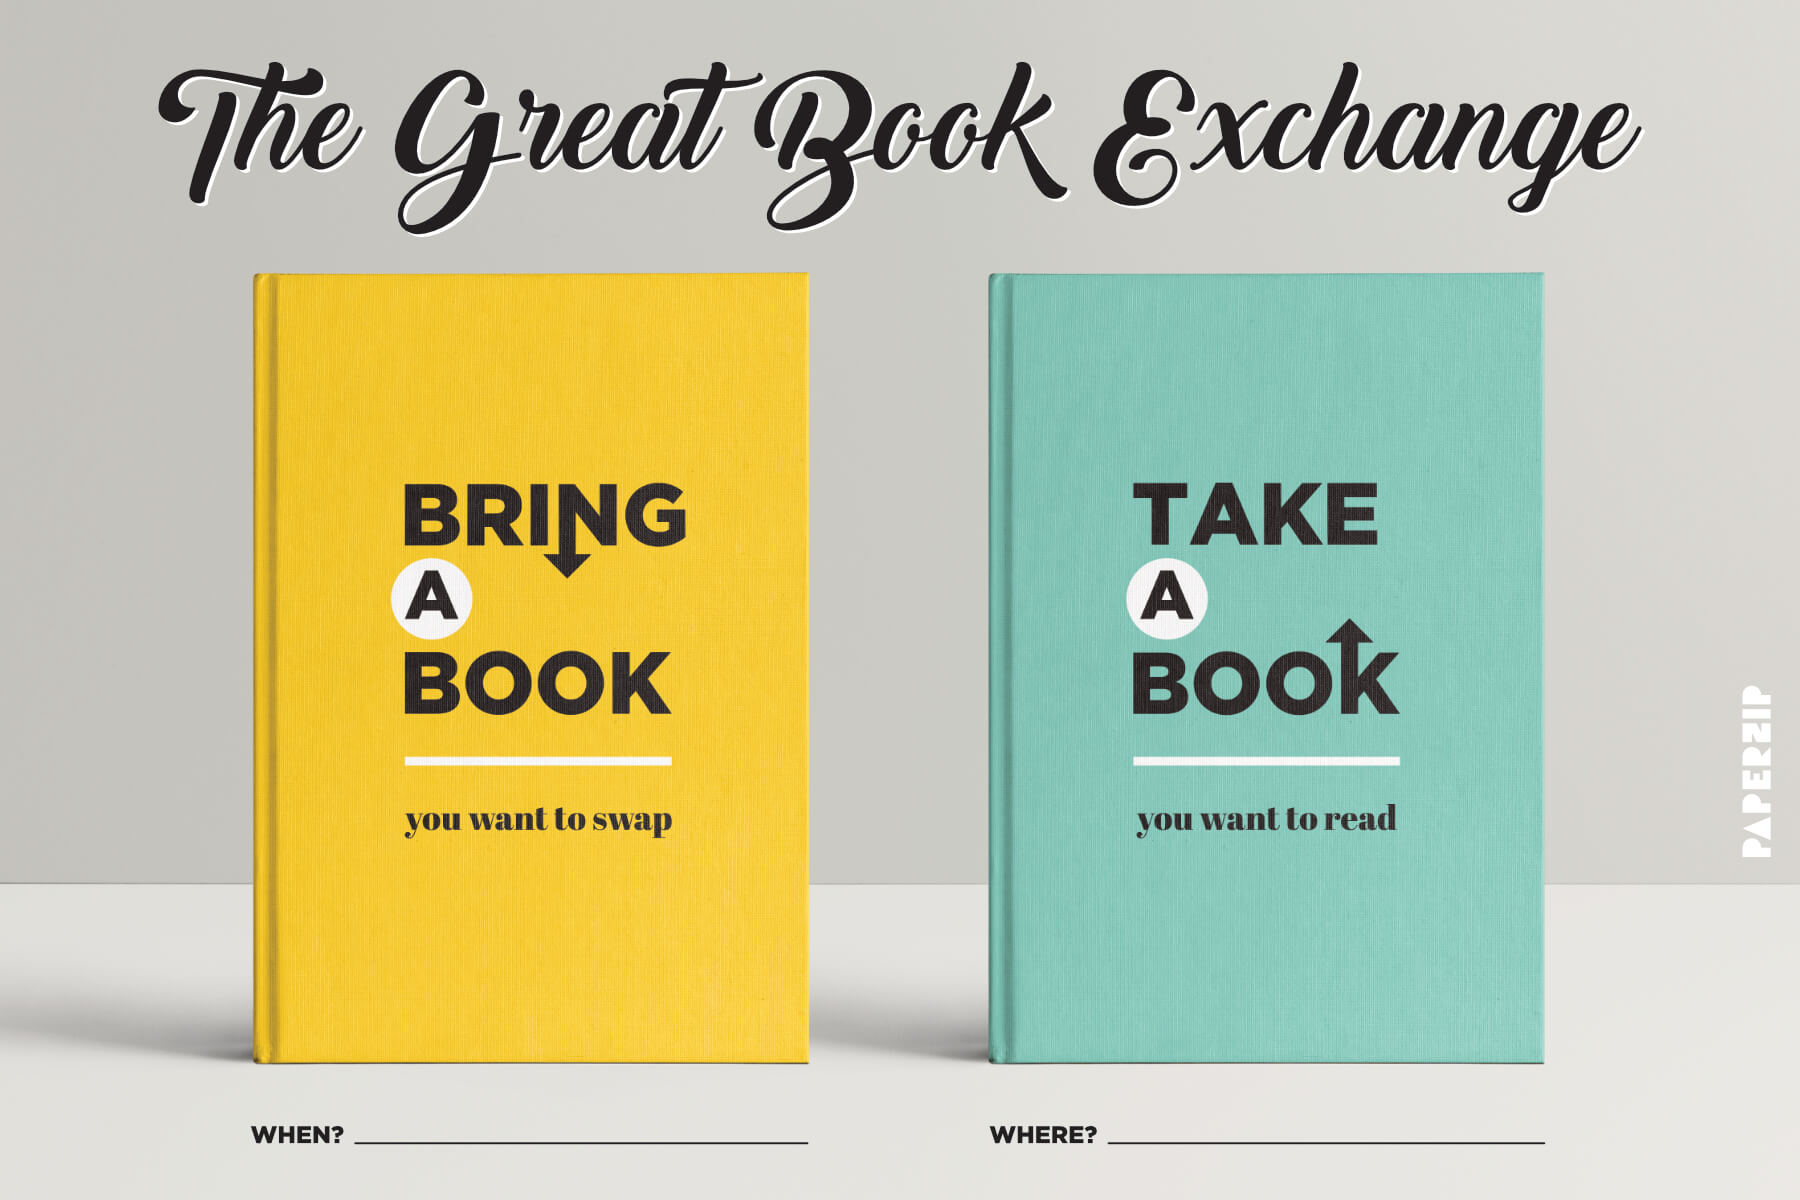 The Great Book Exchange
BRING
A
BOOK
you want to swap
TAKE
A
BOOK
you want to read
PAPERZIP
WHEN?
WHERE?